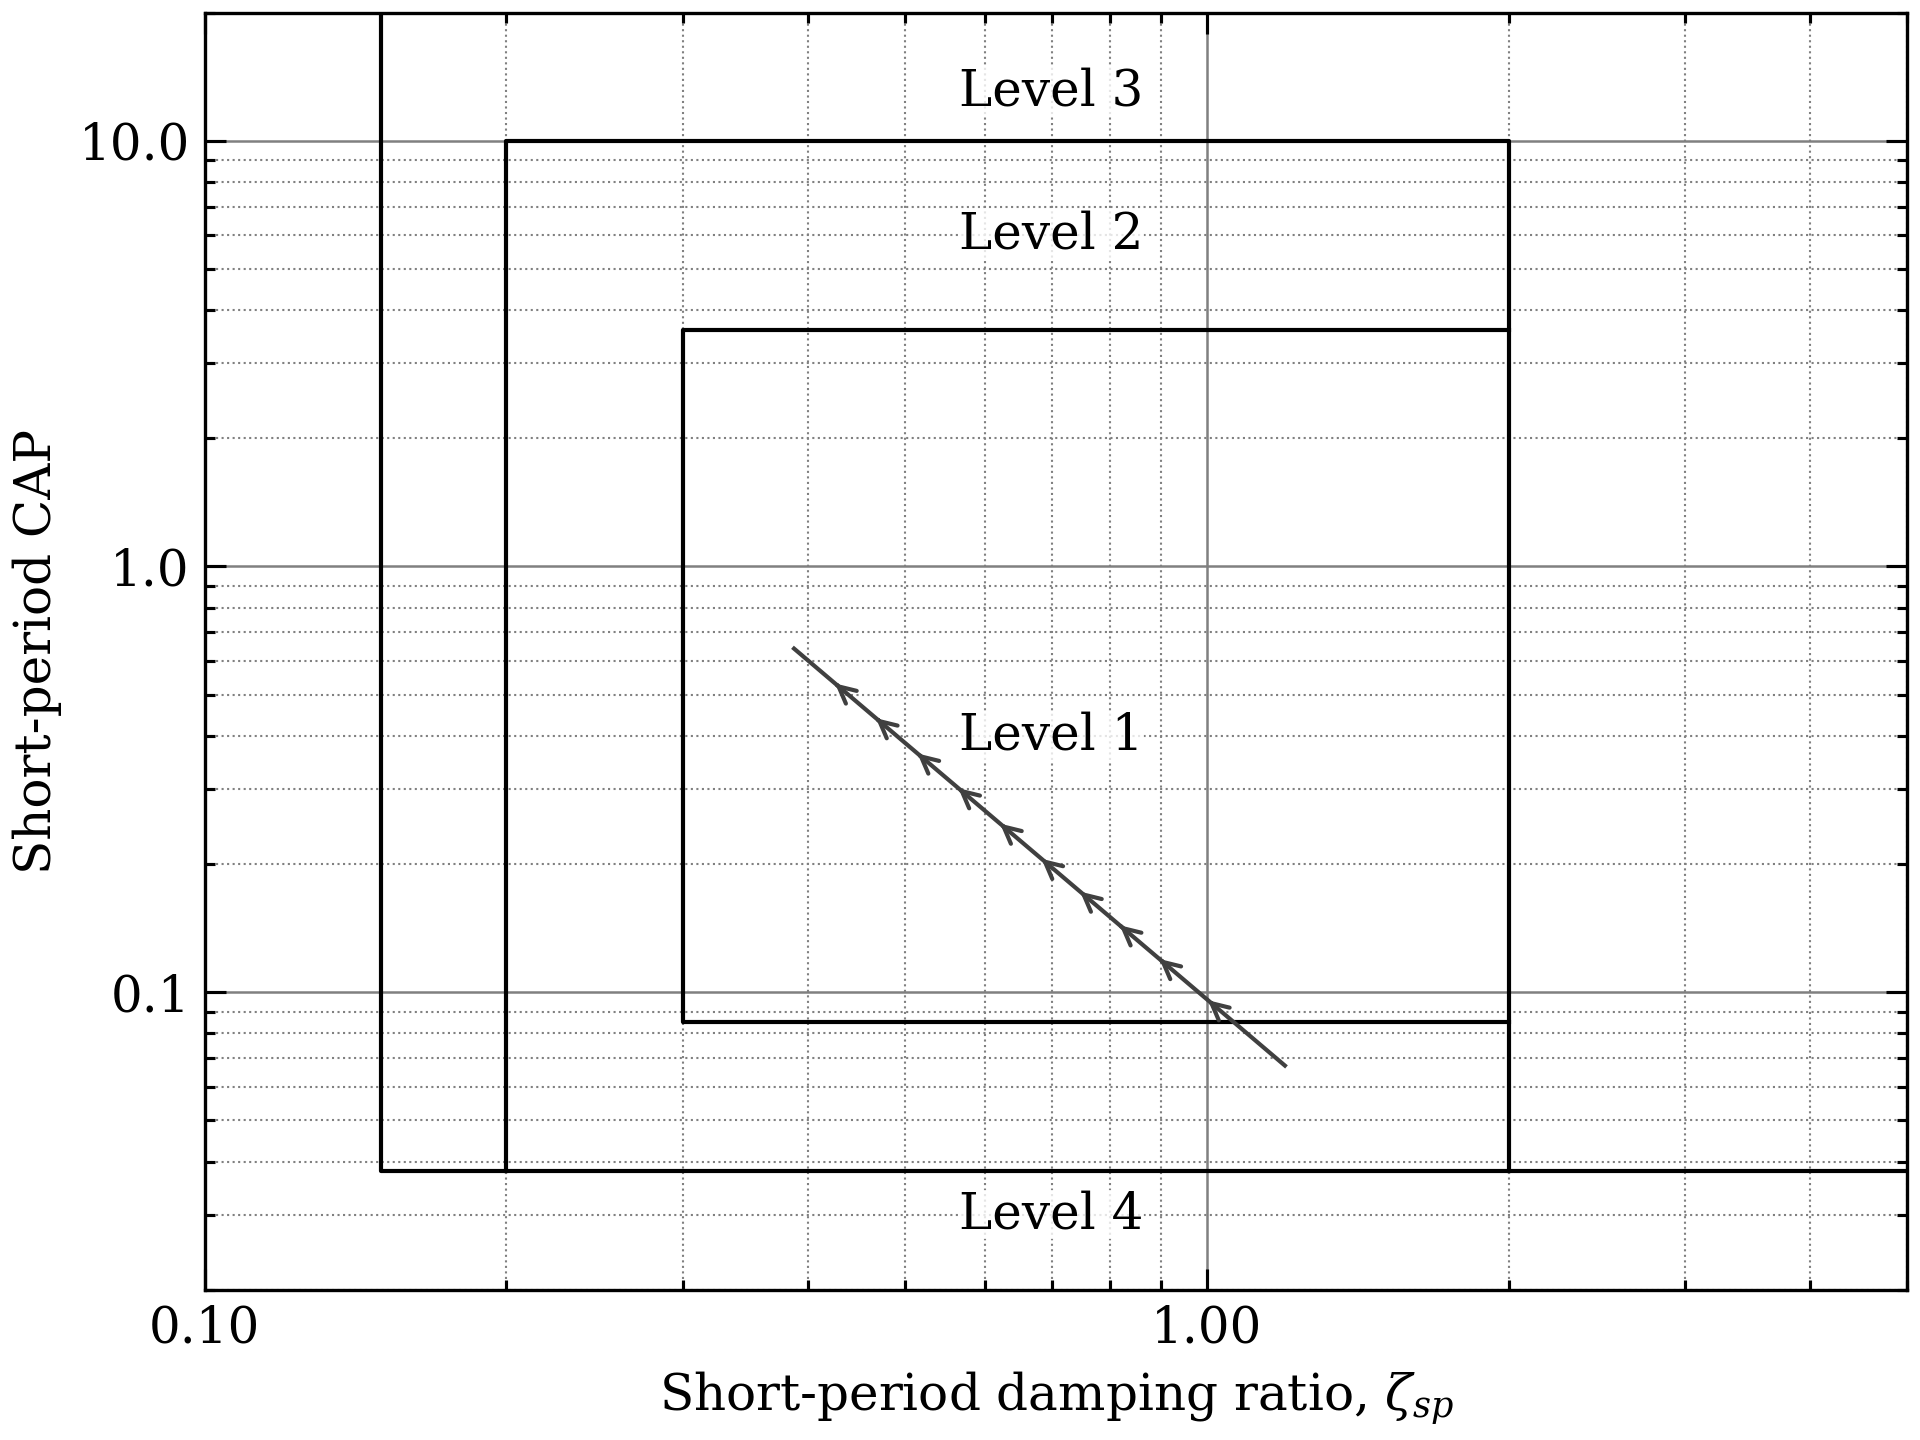 Level 3
10.0
Level 2
Short-period CAP
1.0
Level 1
0.1
Level 4
0.10
1.00
Short-period damping ratio, ζsp